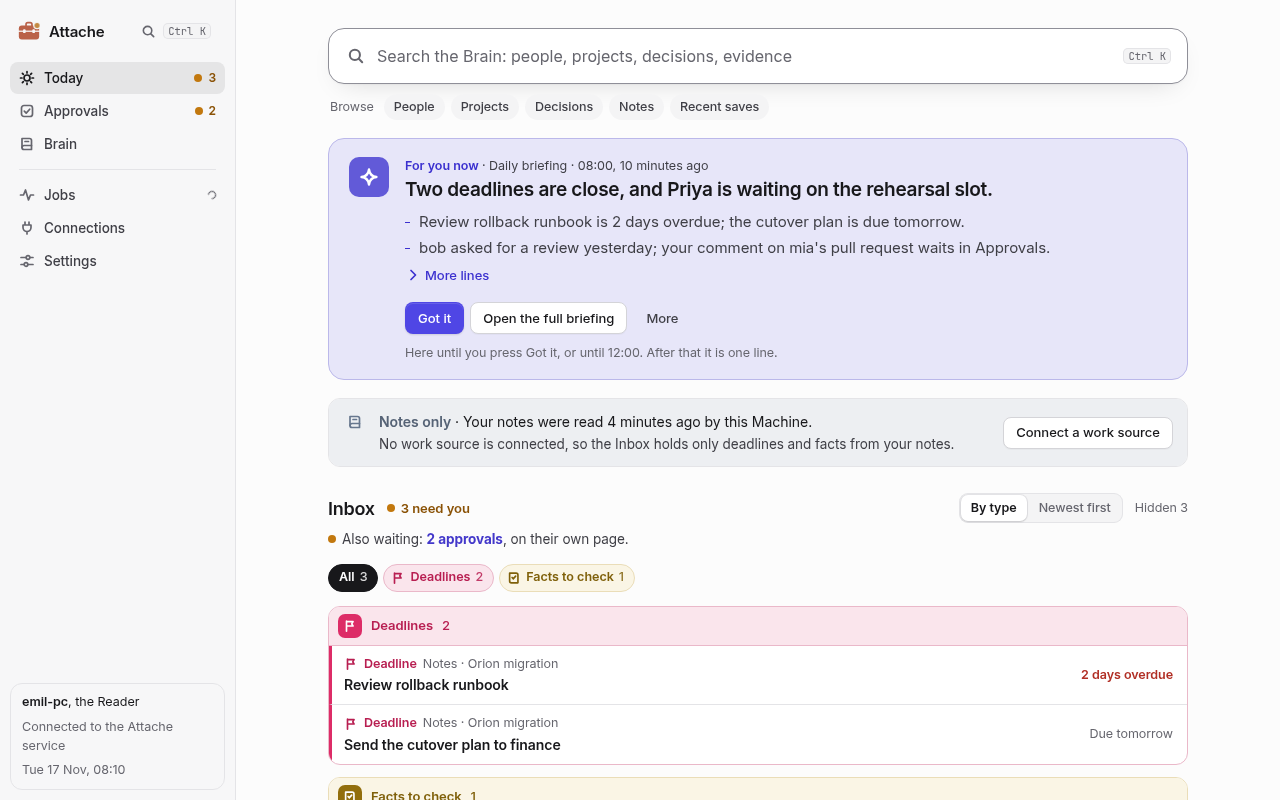 Attache
Ctrl K
Today 3
Approvals 2
Brain
Jobs
Connections
Settings
emil-pc, the Reader
Connected to the Attache
service
Tue 17 Nov, 08:10
Search the Brain: people, projects, decisions, evidence
Ctrl K
Browse People Projects Decisions Notes Recent saves
For you now · Daily briefing · 08:00, 10 minutes ago
Two deadlines are close, and Priya is waiting on the rehearsal slot.
- Review rollback runbook is 2 days overdue; the cutover plan is due tomorrow.
- bob asked for a review yesterday; your comment on mia's pull request waits in Approvals.
More lines
Got it Open the full briefing More
Here until you press Got it, or until 12:00. After that it is one line.
Notes only · Your notes were read 4 minutes ago by this Machine.
No work source is connected, so the Inbox holds only deadlines and facts from your notes.
Connect a work source
Inbox 3 need you
By type Newest first Hidden 3
Also waiting: 2 approvals, on their own page.
All 3 Deadlines 2 Facts to check 1
Deadlines 2
Deadline Notes · Orion migration
Review rollback runbook
2 days overdue
Deadline Notes · Orion migration
Send the cutover plan to finance
Due tomorrow
Facts to check 1